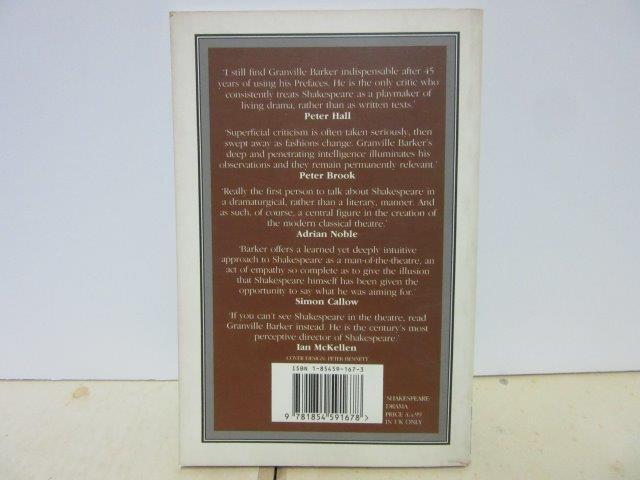 'I still find Granville Barker indispensable after 45
years of using his Prefaces. He is the only critic who
consistently treats Shakespeare as a playmaker of
living drama, rather than as written texts.'
Peter Hall
'Superficial criticism is often taken seriously, then
swept away as fashions change. Granville Barker's
deep and penetrating intelligence illuminates his
observations and they remain permanently relevant.'
Peter Brook
'Really the first person to talk about Shakespeare in
a dramaturgical, rather than a literary, manner. And
as such, of course, a central figure in the creation of
the modern classical theatre.'
Adrian Noble
'Barker offers a learned yet deeply intuitive
approach to Shakespeare as a man-of-the-theatre, an
act of empathy so complete as to give the illusion
that Shakespeare himself has been given the
opportunity to say what he was aiming for.'
Simon Callow
'If you can't see Shakespeare in the theatre, read
Granville Barker instead. He is the century's most
perceptive director of Shakespeare.'
Ian McKellen
COVER DESIGN: PETER BENNETT
ISBN 1-85459-167-3
9 781854 591678 >
SHAKESPEARE/
DRAMA
PRICE
IN UK ONLY